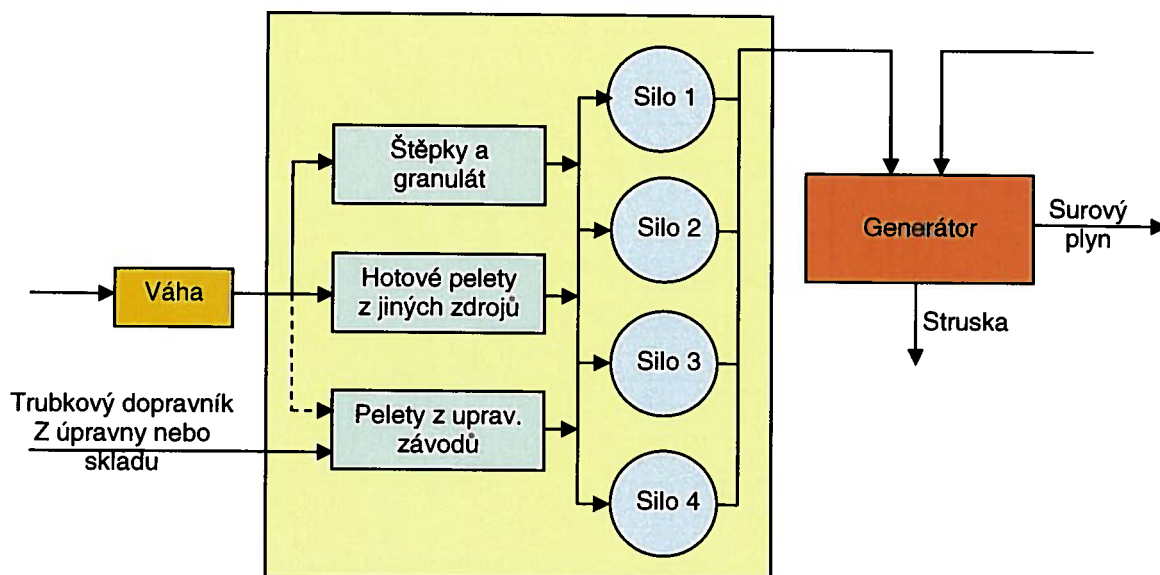 Silo 1
Štěpky a
granulát
Silo 2
Generátor
Surový
plyn
Váha
Hotové pelety
z jiných zdrojů
Struska
Silo 3
Trubkový dopravník
Z úpravny nebo
skladu
Pelety z uprav.
závodů
Silo 4